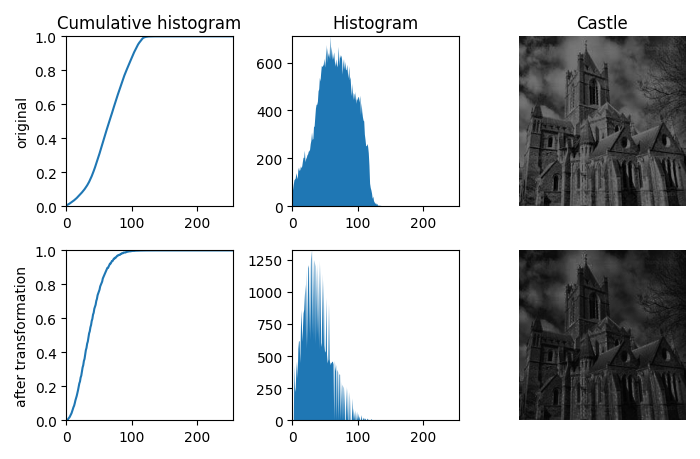 Cumulative histogram
Histogram
Castle
original
1.0
0.8
0.6
0.4
0.2
0.0
0 100 200
600
400
200
0
0 100 200
after transformation
1.0
0.8
0.6
0.4
0.2
0.0
0 100 200
1250
1000
750
500
250
0
0 100 200